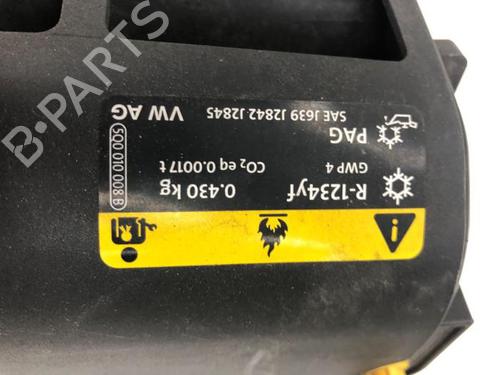 R-1234yf 0.430 kg
GWP 4 CO₂ eq 0.0017 t
PAG
SAE J639 J2842 J2845
VW AG
5Q0 010 008 B
B-PARTS